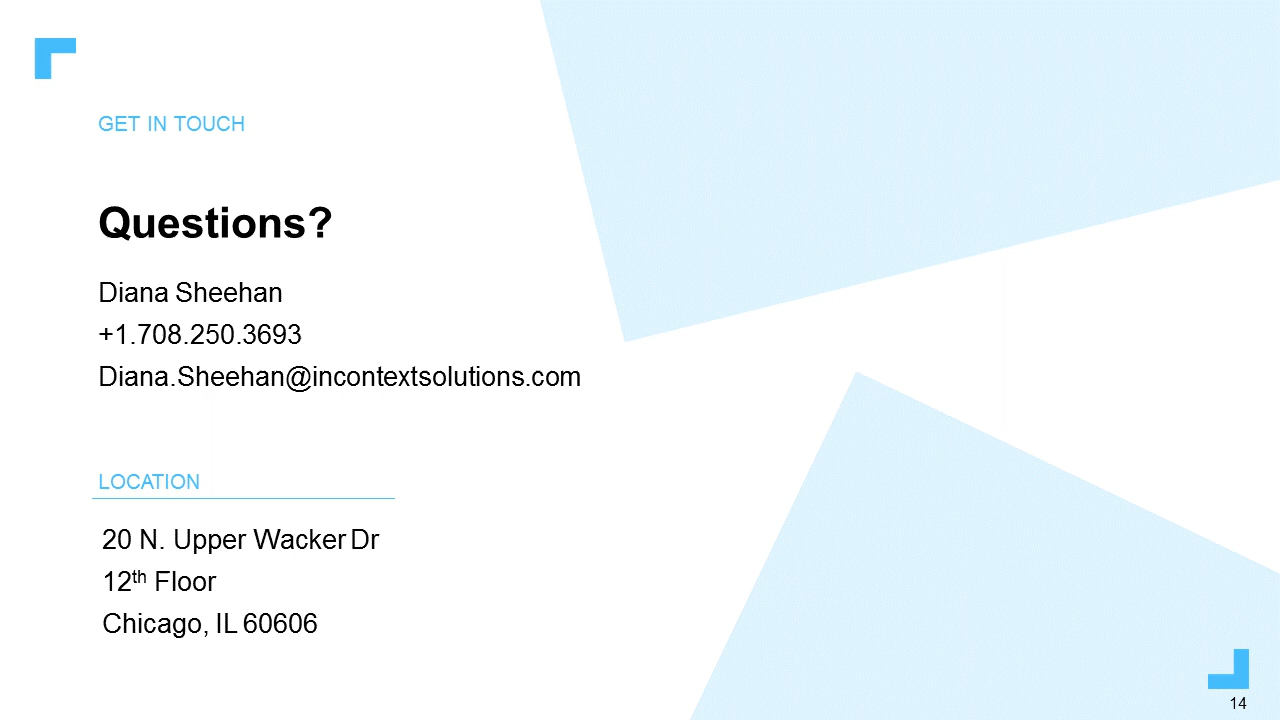 GET IN TOUCH
Questions?
Diana Sheehan
+1.708.250.3693
Diana.Sheehan@incontextsolutions.com
LOCATION
20 N. Upper Wacker Dr
12th Floor
Chicago, IL 60606
14